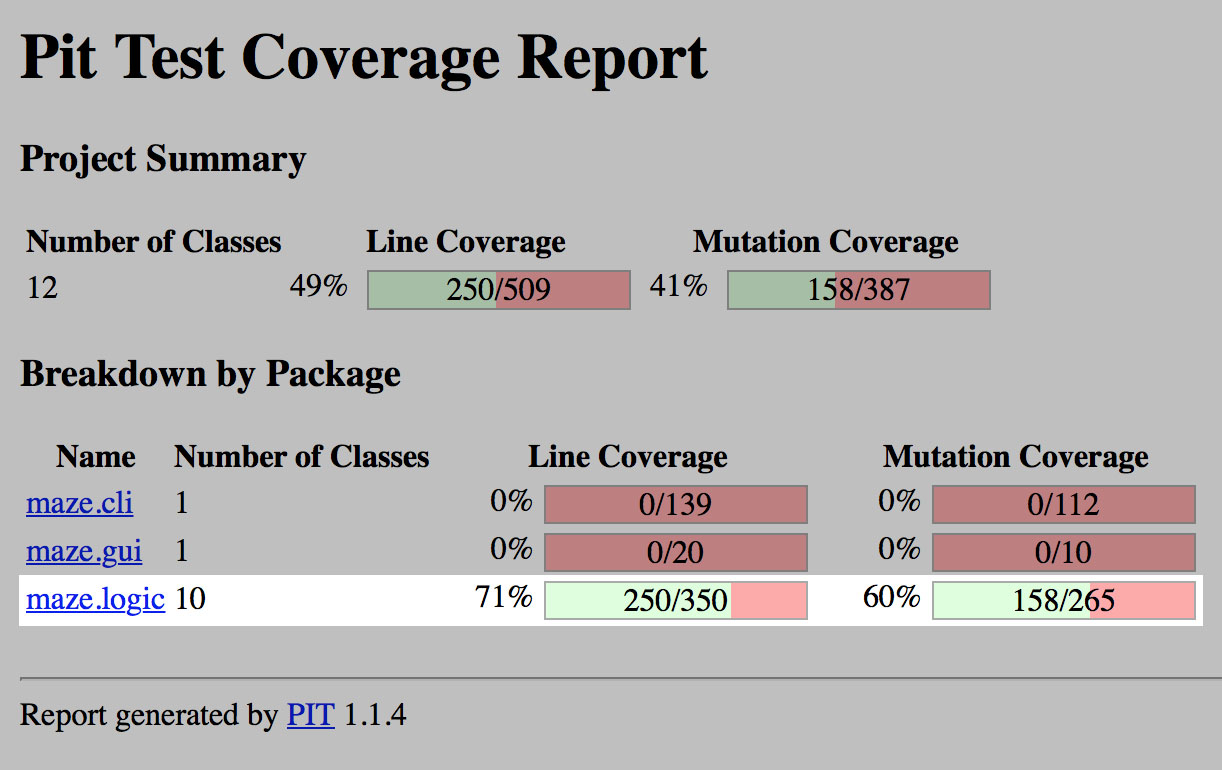 Pit Test Coverage Report
Project Summary
Number of Classes Line Coverage Mutation Coverage
12 49% 250/509 41% 158/387
Breakdown by Package
Name Number of Classes Line Coverage Mutation Coverage
maze.cli 1 0% 0/139 0% 0/112
maze.gui 1 0% 0/20 0% 0/10
maze.logic 10 71% 250/350 60% 158/265
Report generated by PIT 1.1.4